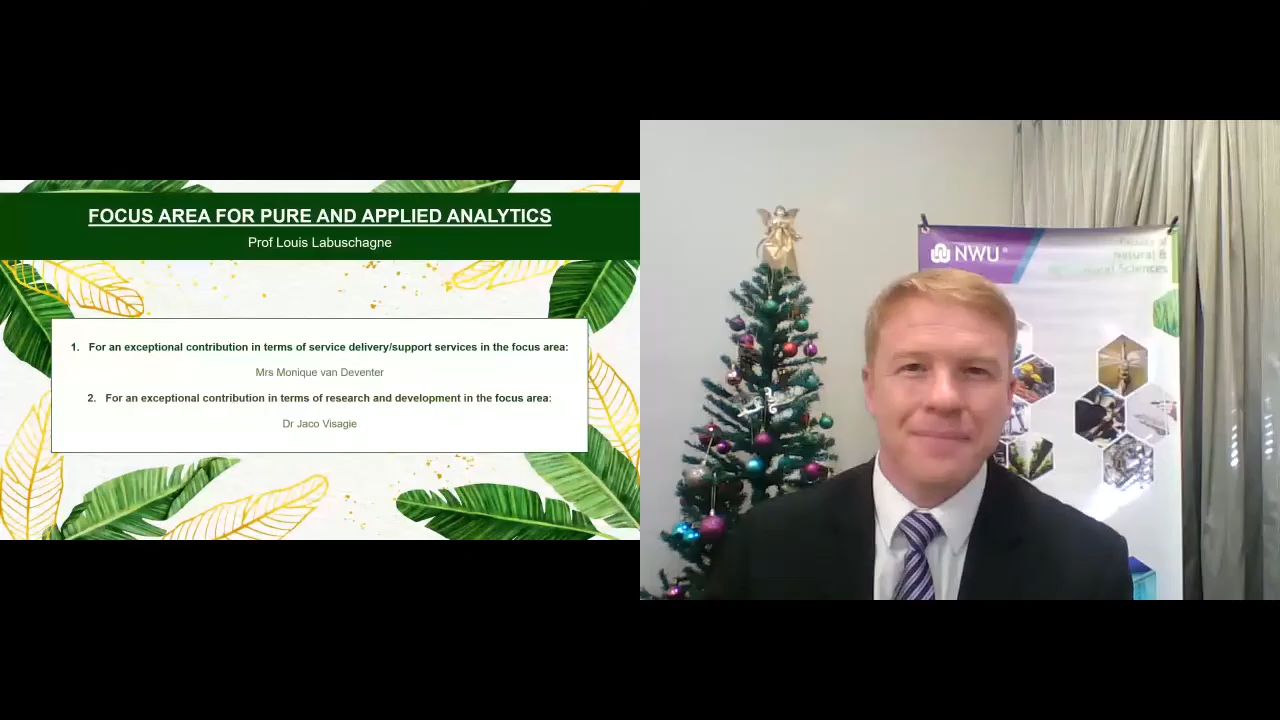 FOCUS AREA FOR PURE AND APPLIED ANALYTICS
Prof Louis Labuschagne
1. For an exceptional contribution in terms of service delivery/support services in the focus area:
Mrs Monique van Deventer
2. For an exceptional contribution in terms of research and development in the focus area:
Dr Jaco Visagie
NWU®
Natural &
Sciences